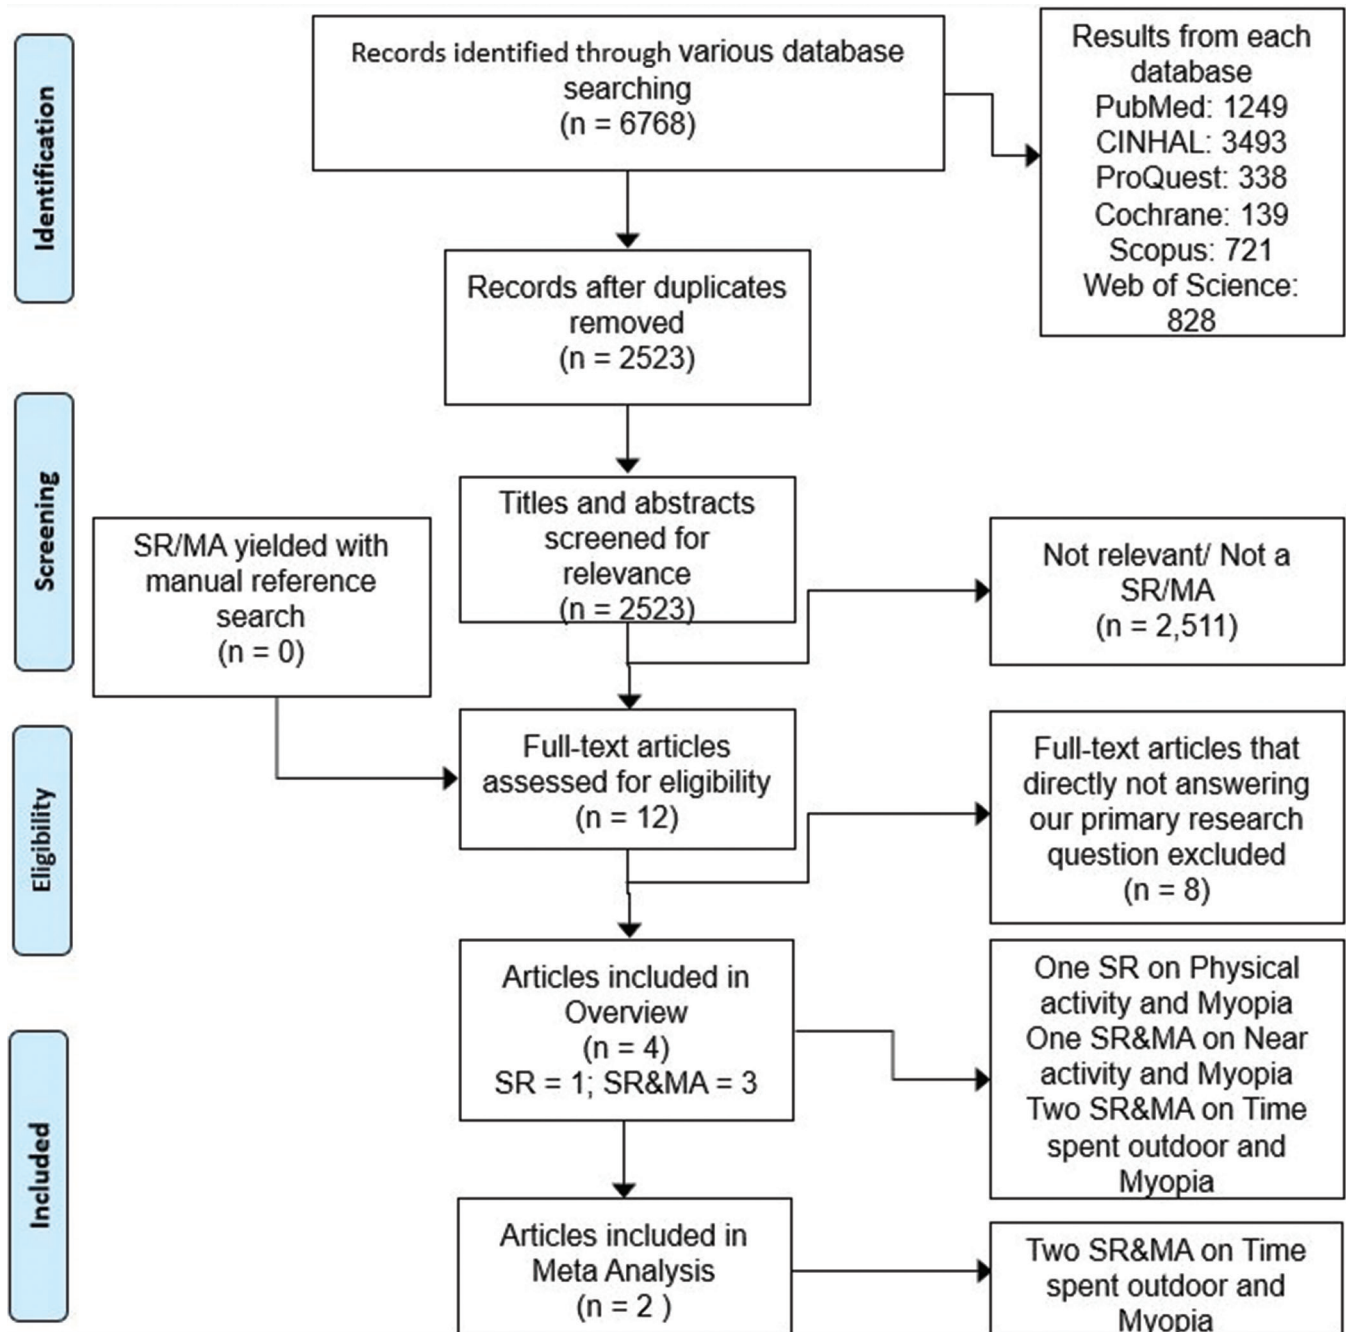 Identification
Records identified through various database
searching
(n = 6768)
Results from each
database
PubMed: 1249
CINHAL: 3493
ProQuest: 338
Cochrane: 139
Scopus: 721
Web of Science:
828
Records after duplicates
removed
(n = 2523)
Screening
Titles and abstracts
screened for
relevance
(n = 2523)
SR/MA yielded with
manual reference
search
(n = 0)
Not relevant/ Not a
SR/MA
(n = 2,511)
Eligibility
Full-text articles
assessed for eligibility
(n = 12)
Full-text articles that
directly not answering
our primary research
question excluded
(n = 8)
Included
Articles included in
Overview
(n = 4)
SR = 1; SR&MA = 3
One SR on Physical
activity and Myopia
One SR&MA on Near
activity and Myopia
Two SR&MA on Time
spent outdoor and
Myopia
Articles included in
Meta Analysis
(n = 2 )
Two SR&MA on Time
spent outdoor and
Myopia